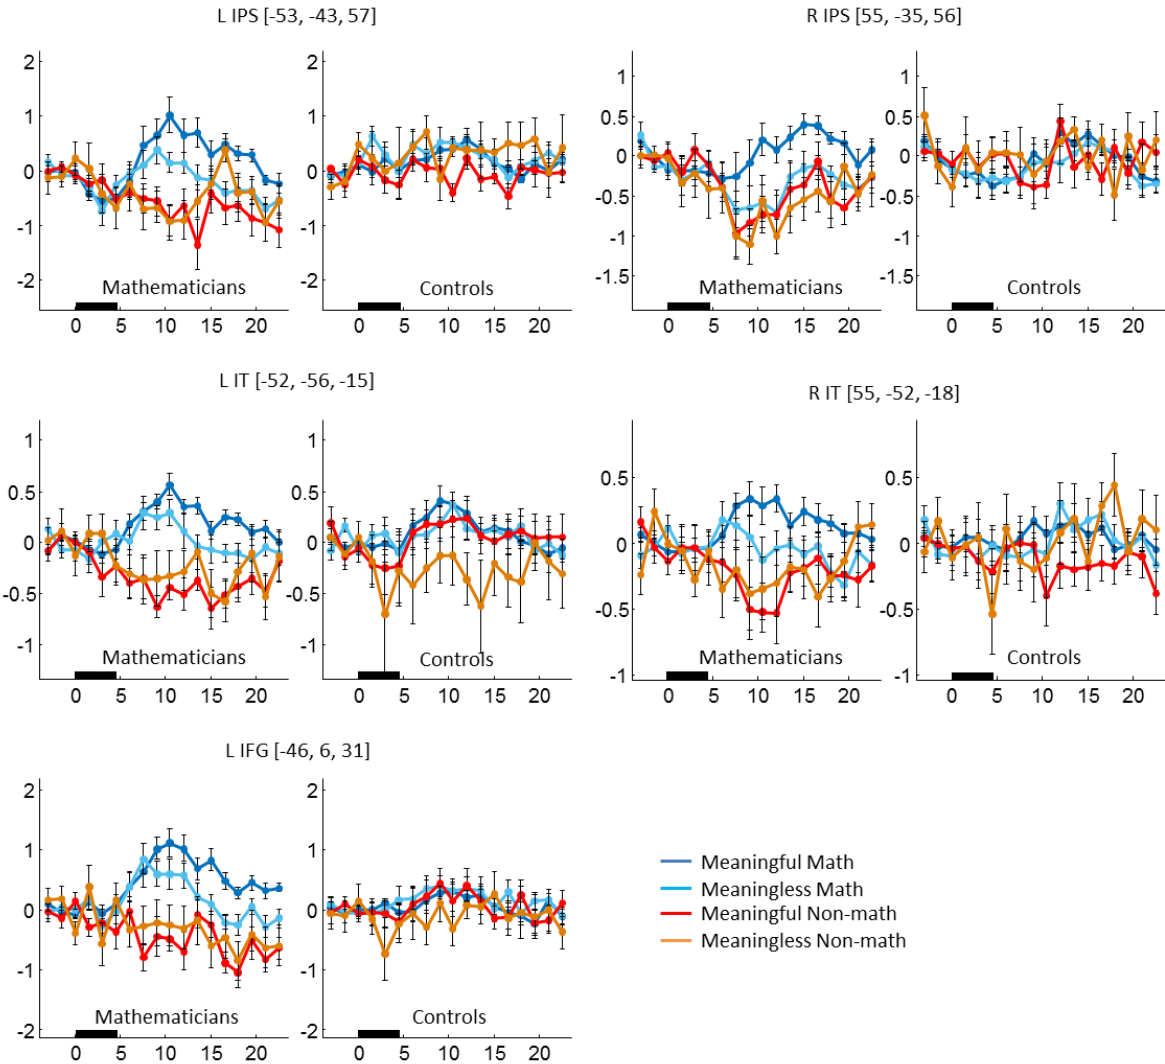 L IPS [-53, -43, 57]
R IPS [55, -35, 56]
2
1
0
-1
-2
Mathematicians
0 5 10 15 20
2
1
0
-1
-2
Controls
0 5 10 15 20
1
0.5
0
-0.5
-1
-1.5
Mathematicians
0 5 10 15 20
1
0.5
0
-0.5
-1
-1.5
Controls
0 5 10 15 20
L IT [-52, -56, -15]
R IT [55, -52, -18]
1
0.5
0
-0.5
-1
Mathematicians
0 5 10 15 20
1
0.5
0
-0.5
-1
Controls
0 5 10 15 20
0.5
0
-0.5
-1
Mathematicians
0 5 10 15 20
0.5
0
-0.5
-1
Controls
0 5 10 15 20
L IFG [-46, 6, 31]
2
1
0
-1
-2
Mathematicians
0 5 10 15 20
2
1
0
-1
-2
Controls
0 5 10 15 20
Meaningful Math
Meaningless Math
Meaningful Non-math
Meaningless Non-math